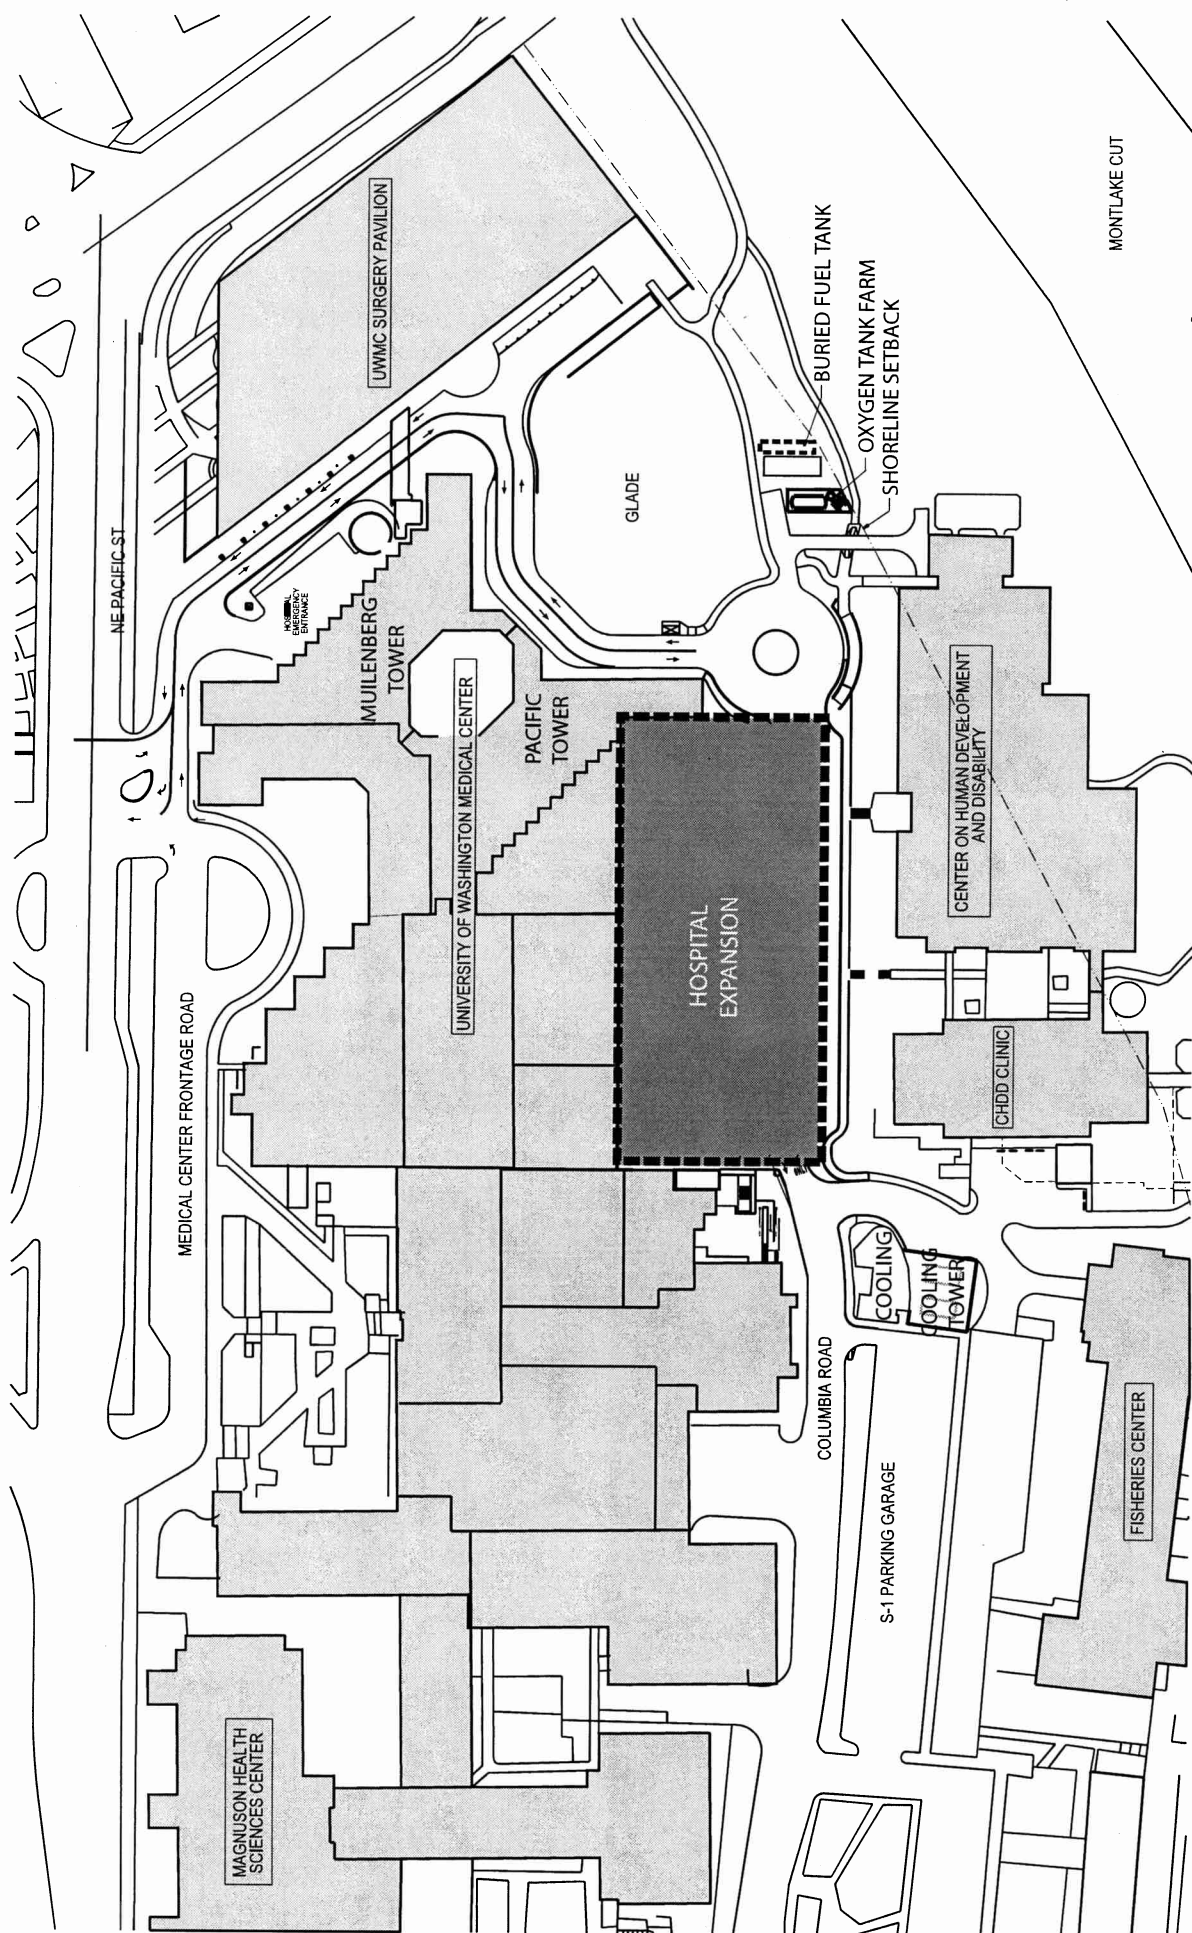 NE PACIFIC ST
MEDICAL CENTER FRONTAGE ROAD
MAGNUSON HEALTH
SCIENCES CENTER
HOSPITAL
EMERGENCY
ENTRANCE
UWMC SURGERY PAVILION
MUILENBERG
TOWER
UNIVERSITY OF WASHINGTON MEDICAL CENTER
PACIFIC
TOWER
GLADE
HOSPITAL
EXPANSION
BURIED FUEL TANK
OXYGEN TANK FARM
SHORELINE SETBACK
MONTLAKE CUT
COLUMBIA ROAD
S-1 PARKING GARAGE
COOLING
COOLING
TOWER
CENTER ON HUMAN DEVELOPMENT
AND DISABILITY
CHDD CLINIC
FISHERIES CENTER